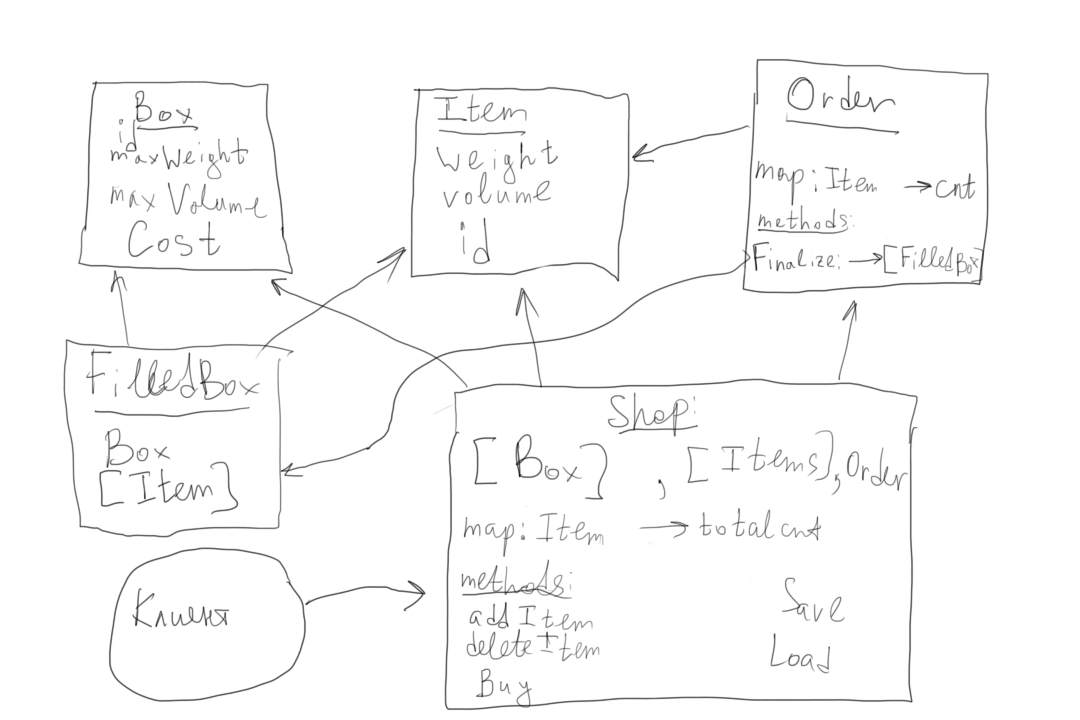 Box
id
maxWeight
max Volume
Cost
Item
weight
volume
id
Order
map: Item → cnt
methods:
Finalize: → [FilledBox]
FilledBox
Box
[Item]
Shop:
[Box] , [Items], Order
map: Item → total cnt
methods:
add Item
delete Item
Buy
Save
Load
Клиент